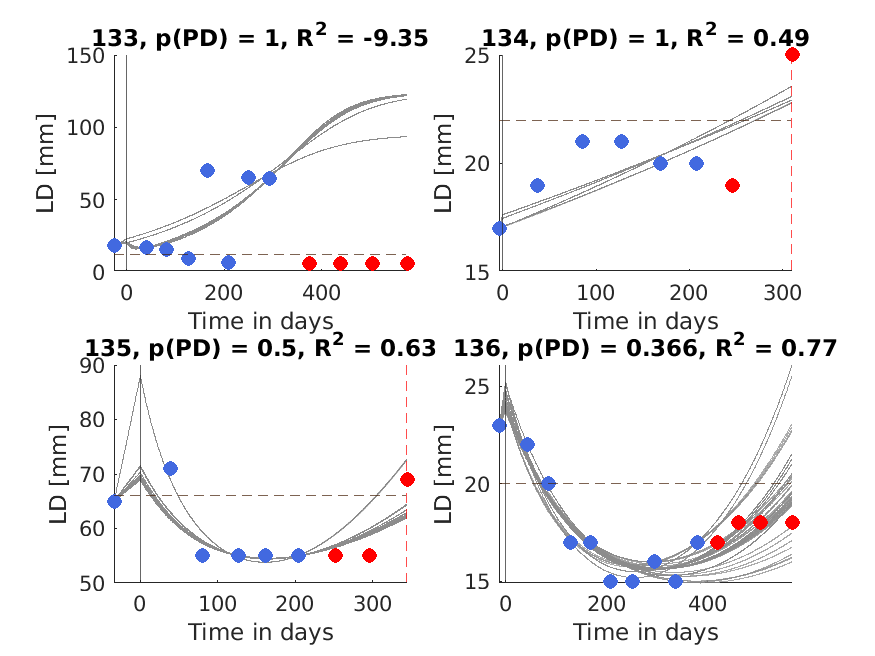 133, p(PD) = 1, R² = -9.35
134, p(PD) = 1, R² = 0.49
LD [mm]
150
100
50
0
0
200
400
Time in days
LD [mm]
25
20
15
0
100
200
300
Time in days
135, p(PD) = 0.5, R² = 0.63
136, p(PD) = 0.366, R² = 0.77
LD [mm]
90
80
70
60
50
0
100
200
300
Time in days
LD [mm]
20
15
0
200
400
Time in days